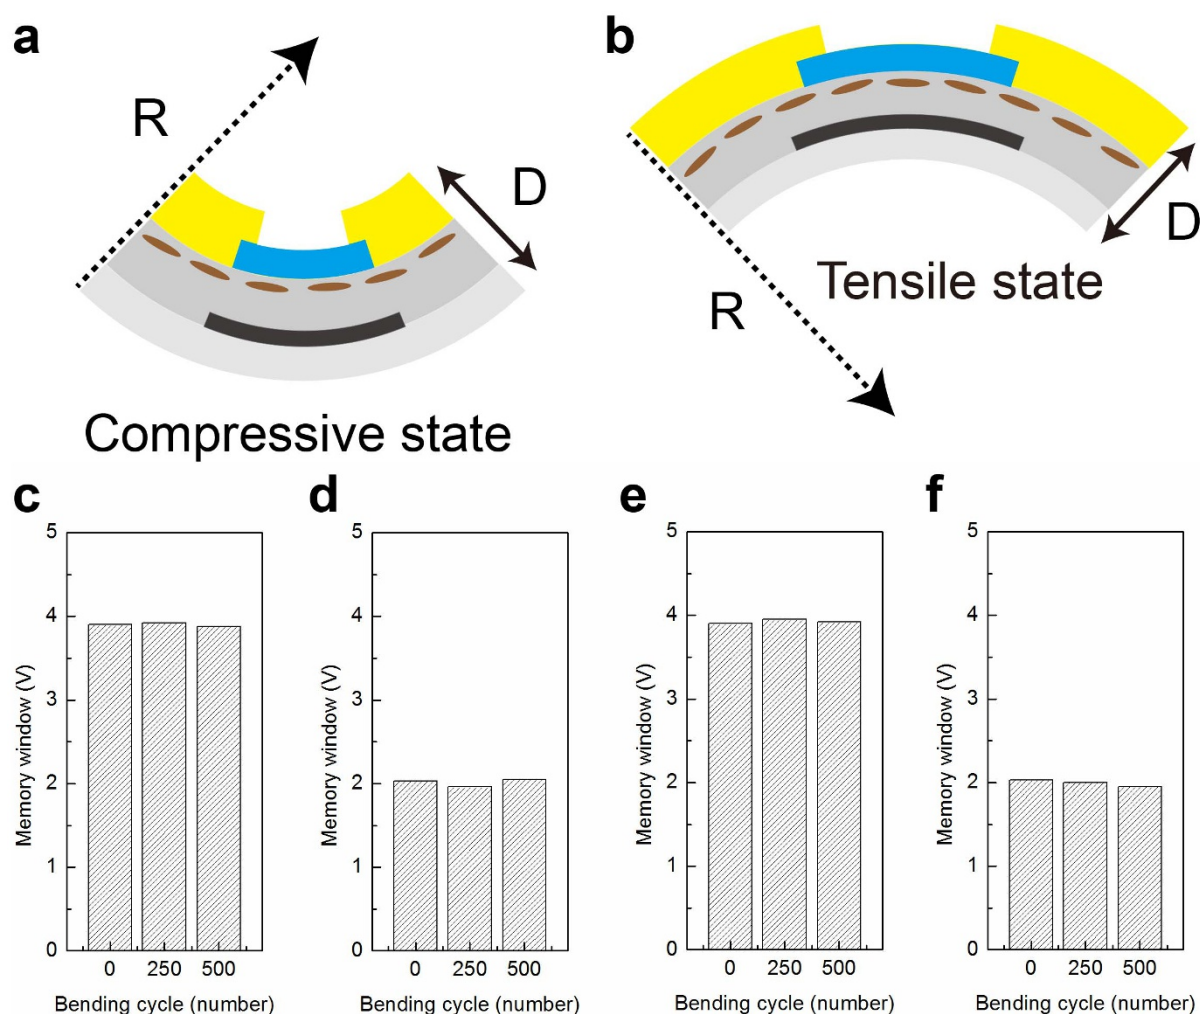 a
R
D
Compressive state
b
R
D
Tensile state
c
5
4
3
2
1
0
Memory window (V)
0 250 500
Bending cycle (number)
d
5
4
3
2
1
0
Memory window (V)
0 250 500
Bending cycle (number)
e
5
4
3
2
1
0
Memory window (V)
0 250 500
Bending cycle (number)
f
5
4
3
2
1
0
Memory window (V)
0 250 500
Bending cycle (number)